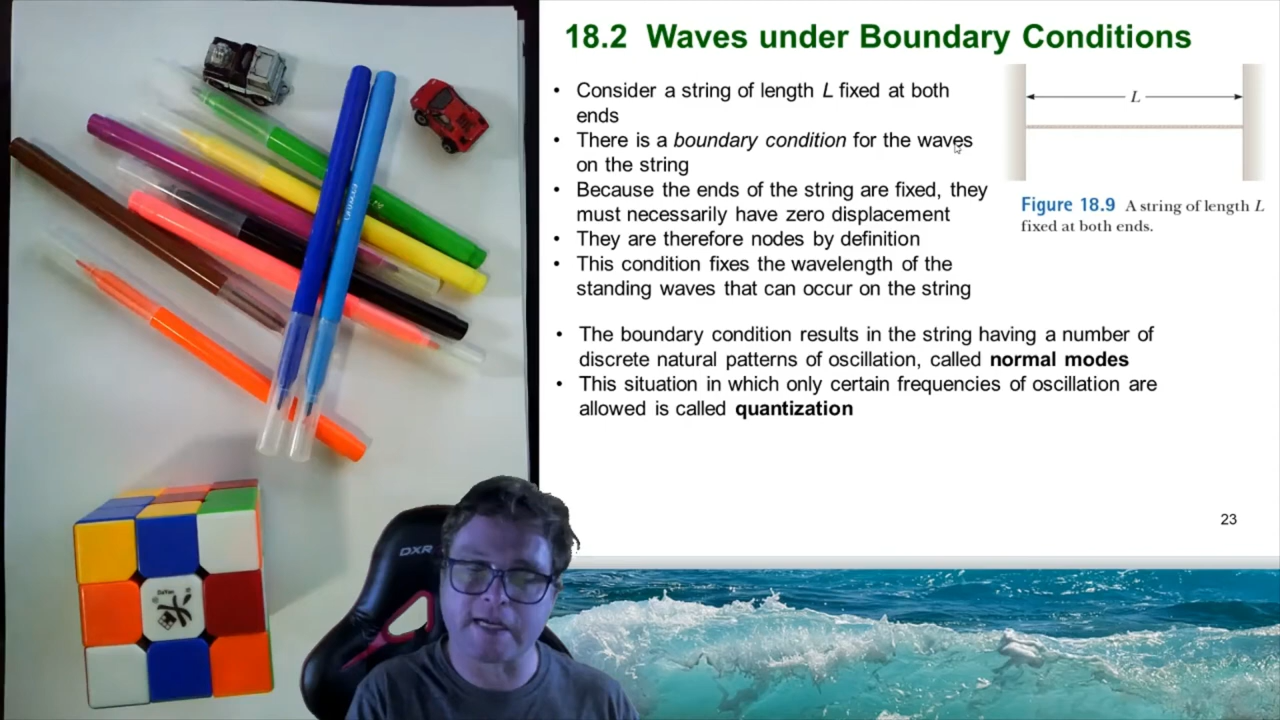 18.2 Waves under Boundary Conditions
• Consider a string of length L fixed at both
ends
• There is a boundary condition for the waves
on the string
• Because the ends of the string are fixed, they
must necessarily have zero displacement
• They are therefore nodes by definition
• This condition fixes the wavelength of the
standing waves that can occur on the string
• The boundary condition results in the string having a number of
discrete natural patterns of oscillation, called normal modes
• This situation in which only certain frequencies of oscillation are
allowed is called quantization
L
Figure 18.9 A string of length L
fixed at both ends.
23
DXR